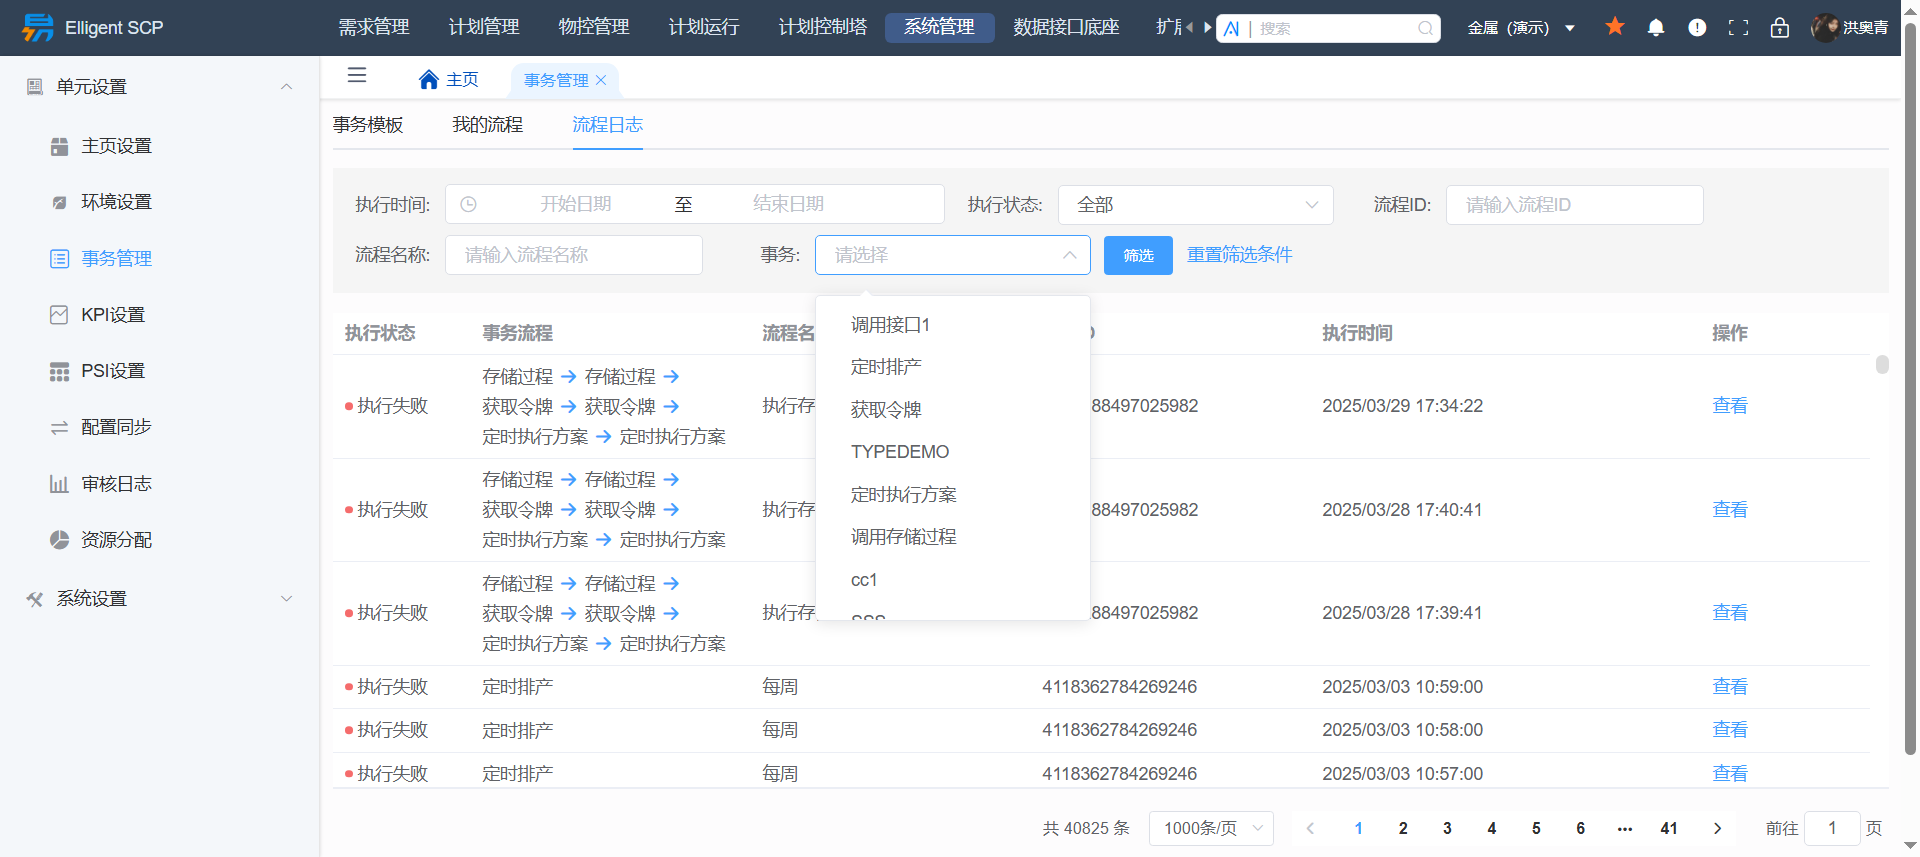 Elligent SCP
需求管理 计划管理 物控管理 计划运行 计划控制塔 系统管理 数据接口底座
AI | 搜索
金属 (演示)
洪奥青
单元设置
主页设置
环境设置
事务管理
KPI设置
PSI设置
配置同步
审核日志
资源分配
系统设置
主页 事务管理
事务模板 我的流程 流程日志
执行时间: 开始日期 至 结束日期 执行状态: 全部 流程ID: 请输入流程ID
流程名称: 请输入流程名称 事务: 请选择 筛选 重置筛选条件
调用接口1
定时排产
获取令牌
TYPEDEMO
定时执行方案
调用存储过程
cc1
执行状态 事务流程 流程名 执行时间 操作
存储过程 → 存储过程 →
获取令牌 → 获取令牌 →
定时执行方案 → 定时执行方案
执行失败 执行存 88497025982 2025/03/29 17:34:22 查看
存储过程 → 存储过程 →
获取令牌 → 获取令牌 →
定时执行方案 → 定时执行方案
执行失败 执行存 88497025982 2025/03/28 17:40:41 查看
存储过程 → 存储过程 →
获取令牌 → 获取令牌 →
定时执行方案 → 定时执行方案
执行失败 执行存 88497025982 2025/03/28 17:39:41 查看
执行失败 定时排产 每周 4118362784269246 2025/03/03 10:59:00 查看
执行失败 定时排产 每周 4118362784269246 2025/03/03 10:58:00 查看
执行失败 定时排产 每周 4118362784269246 2025/03/03 10:57:00 查看
共 40825 条 1000条/页 1 2 3 4 5 6 ••• 41 前往 1 页